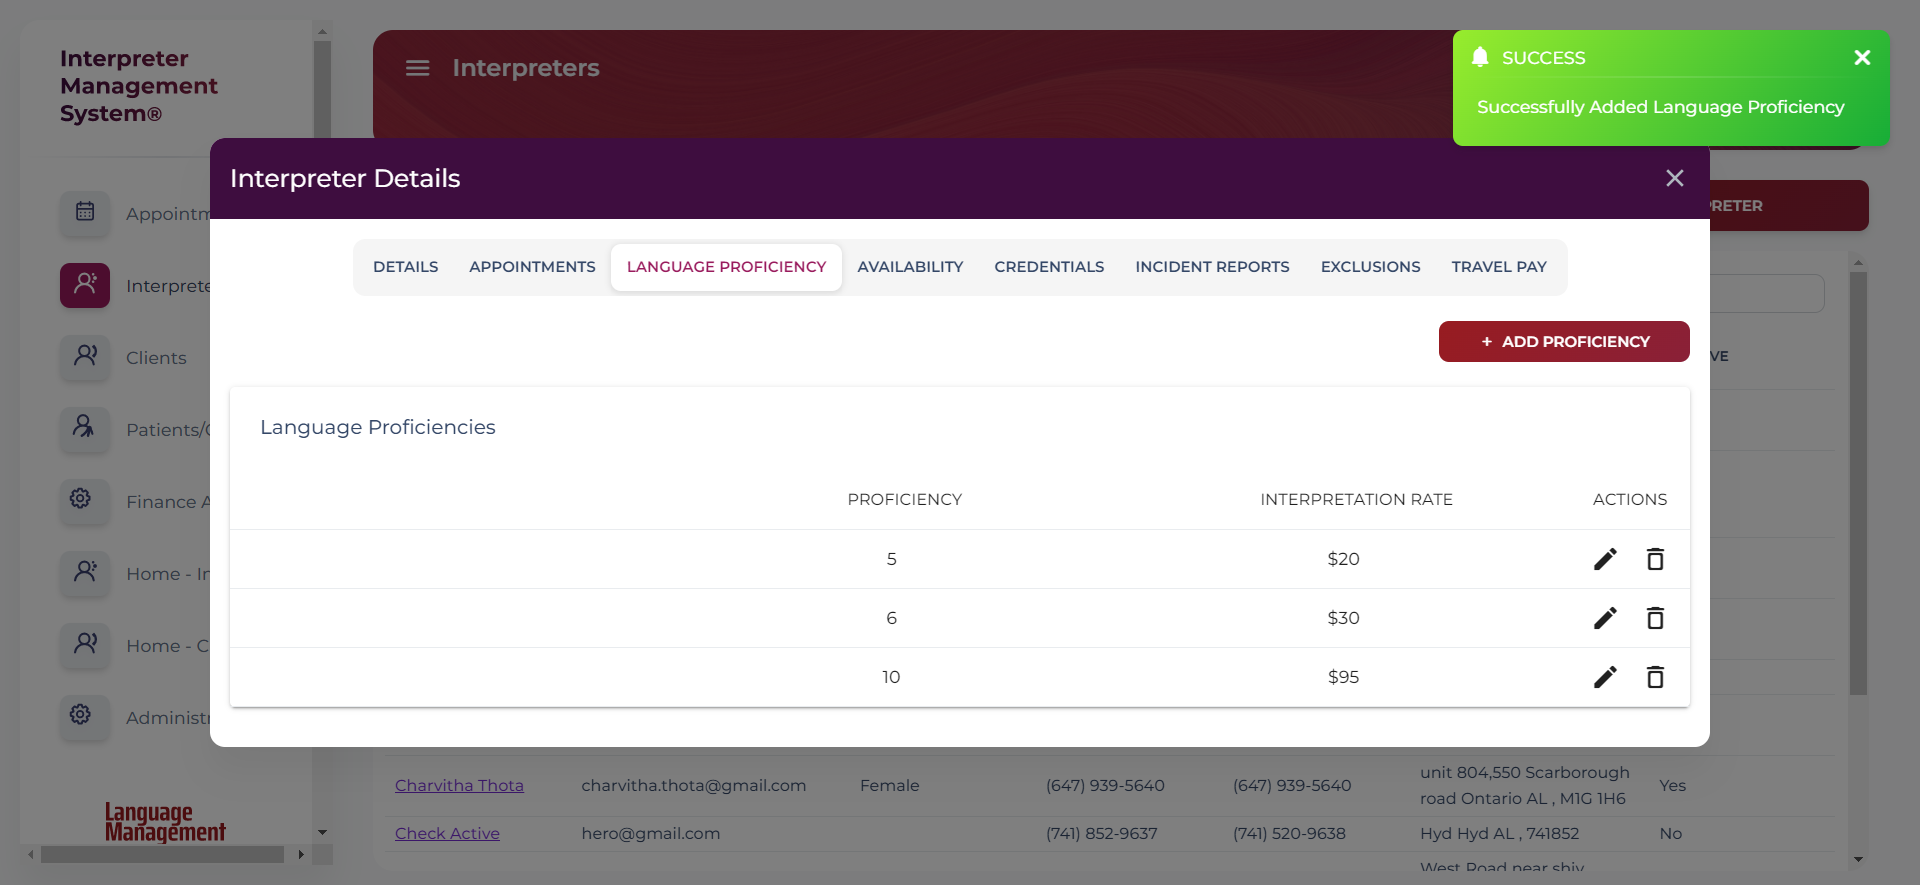 Interpreter
Management
System®
Interpreters
SUCCESS
Successfully Added Language Proficiency
Interpreter Details
DETAILS APPOINTMENTS LANGUAGE PROFICIENCY AVAILABILITY CREDENTIALS INCIDENT REPORTS EXCLUSIONS TRAVEL PAY
+ ADD PROFICIENCY
Language Proficiencies
PROFICIENCY INTERPRETATION RATE ACTIONS
5 $20
6 $30
10 $95
Appointm
Interprete
Clients
Patients/
Finance A
Home - In
Home - C
Administr
Language
Management
PRETER
VE
Charvitha Thota charvitha.thota@gmail.com Female (647) 939-5640 (647) 939-5640 unit 804,550 Scarborough road Ontario AL , M1G 1H6 Yes
Check Active hero@gmail.com (741) 852-9637 (741) 520-9638 Hyd Hyd AL , 741852 No
West Road near shiv